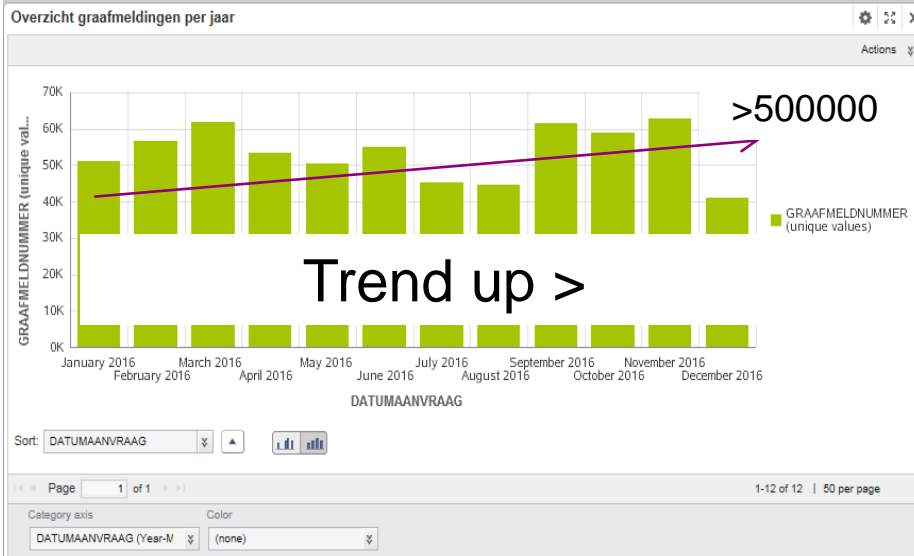 Overzicht graafmeldingen per jaar
Actions
70K
60K
50K
40K
30K
20K
10K
0K
GRAAFMELDNUMMER (unique val...
>500000
Trend up >
GRAAFMELDNUMMER
(unique values)
January 2016
February 2016
March 2016
April 2016
May 2016
June 2016
July 2016
August 2016
September 2016
October 2016
November 2016
December 2016
DATUMAANVRAAG
Sort: DATUMAANVRAAG
Page 1 of 1
1-12 of 12 | 50 per page
Category axis
Color
DATUMAANVRAAG (Year-M
(none)